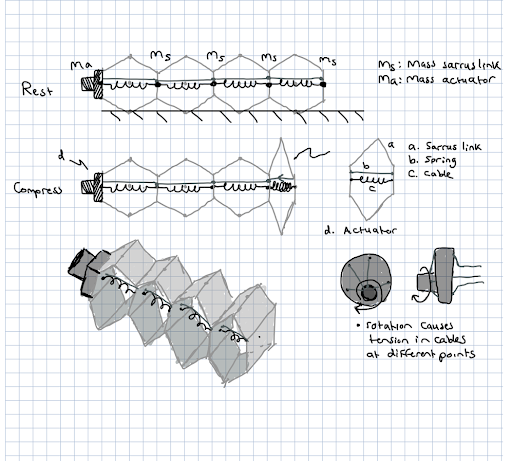 Ma
Ms
Ms
Ms
Ms
Ms: Mass sarrus link
Ma: Mass actuator
Rest
d
a
a. Sarrus link
b
b. Spring
c
c. Cable
Compress
d. Actuator
• rotation causes
tension in cables
at different points